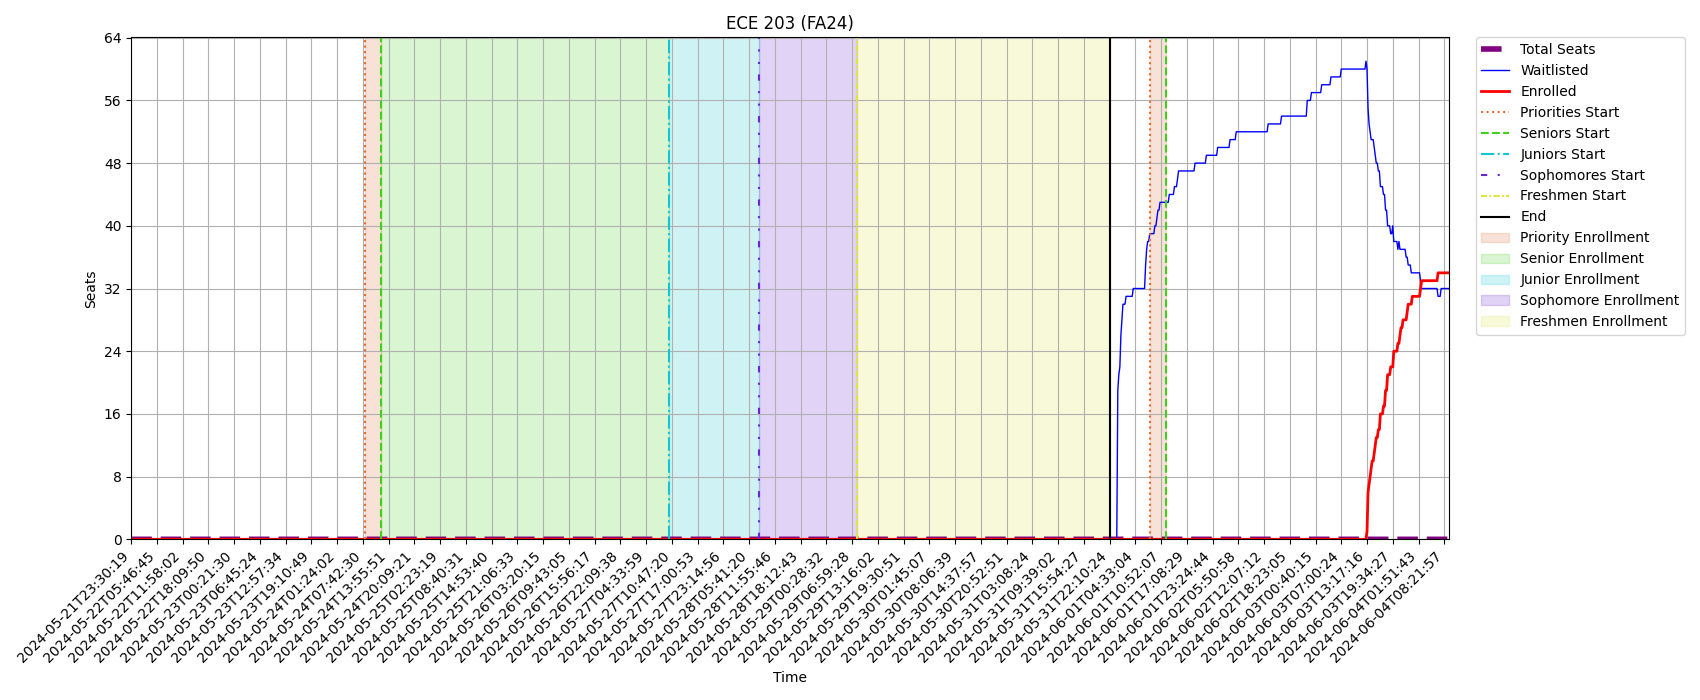 ECE 203 (FA24)
64
56
48
40
32
24
16
8
0
Seats
2024-05-21T23:30:19
2024-05-22T05:46:45
2024-05-22T11:58:02
2024-05-22T18:09:50
2024-05-23T00:21:30
2024-05-23T06:45:24
2024-05-23T12:57:34
2024-05-23T19:10:49
2024-05-24T01:24:02
2024-05-24T07:42:30
2024-05-24T13:55:51
2024-05-24T20:09:21
2024-05-25T02:23:19
2024-05-25T08:40:31
2024-05-25T14:53:40
2024-05-25T21:06:33
2024-05-26T03:20:15
2024-05-26T09:43:05
2024-05-26T15:56:17
2024-05-26T22:09:38
2024-05-27T04:33:59
2024-05-27T10:47:20
2024-05-27T17:00:53
2024-05-27T23:14:56
2024-05-28T05:41:20
2024-05-28T11:55:46
2024-05-28T18:12:43
2024-05-29T00:28:32
2024-05-29T06:59:28
2024-05-29T13:16:02
2024-05-29T19:30:51
2024-05-30T01:45:07
2024-05-30T08:06:39
2024-05-30T14:37:57
2024-05-30T20:52:51
2024-05-31T03:08:24
2024-05-31T09:39:02
2024-05-31T15:54:27
2024-05-31T22:10:24
2024-06-01T04:33:04
2024-06-01T10:52:07
2024-06-01T17:08:29
2024-06-01T23:24:44
2024-06-02T05:50:58
2024-06-02T12:07:12
2024-06-02T18:23:05
2024-06-03T00:40:15
2024-06-03T07:00:24
2024-06-03T13:17:16
2024-06-03T19:34:27
2024-06-04T01:51:43
2024-06-04T08:21:57
Time
Total Seats
Waitlisted
Enrolled
Priorities Start
Seniors Start
Juniors Start
Sophomores Start
Freshmen Start
End
Priority Enrollment
Senior Enrollment
Junior Enrollment
Sophomore Enrollment
Freshmen Enrollment